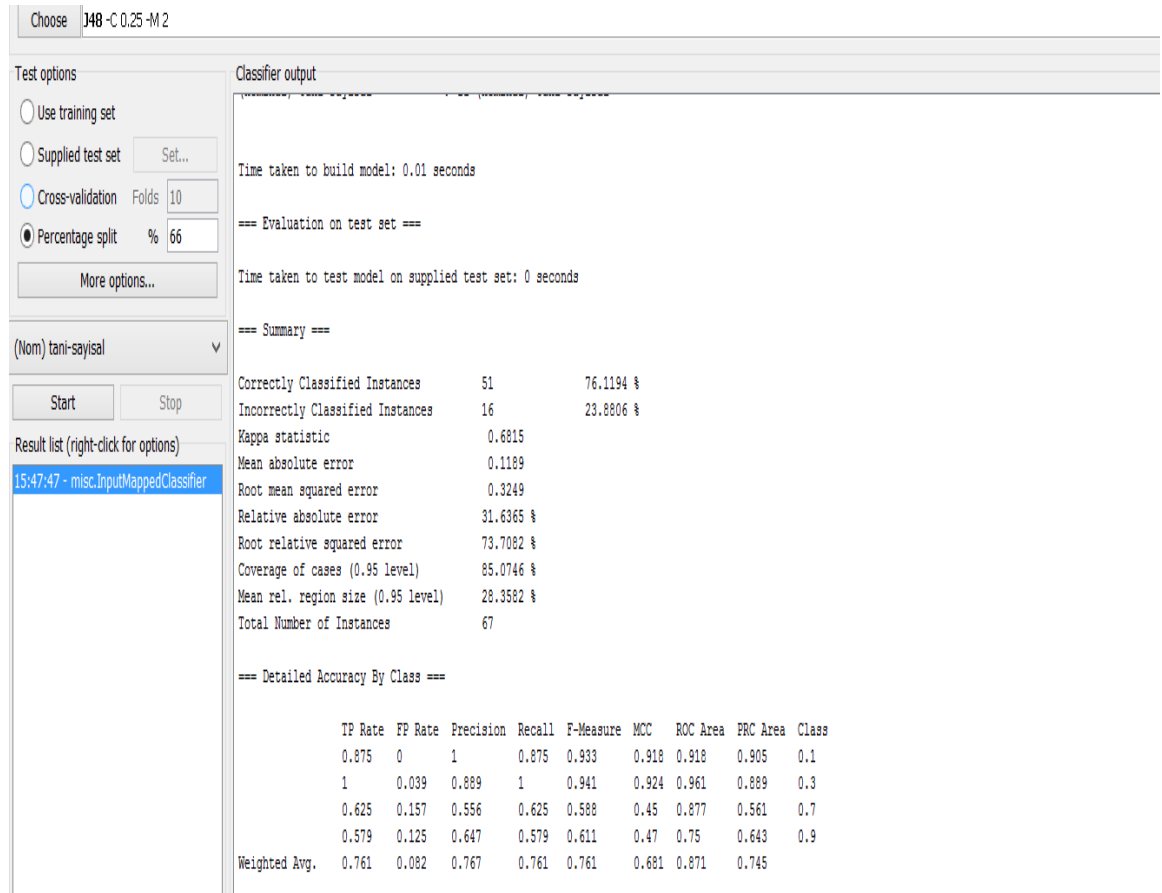 Choose J48 -C 0.25 -M 2
Test options
Use training set
Supplied test set Set...
Cross-validation Folds 10
Percentage split % 66
More options...
(Nom) tani-sayisal
Start Stop
Result list (right-click for options)
15:47:47 - misc.InputMappedClassifier
Classifier output
Time taken to build model: 0.01 seconds
=== Evaluation on test set ===
Time taken to test model on supplied test set: 0 seconds
=== Summary ===
Correctly Classified Instances 51 76.1194 %
Incorrectly Classified Instances 16 23.8806 %
Kappa statistic 0.6815
Mean absolute error 0.1189
Root mean squared error 0.3249
Relative absolute error 31.6365 %
Root relative squared error 73.7082 %
Coverage of cases (0.95 level) 85.0746 %
Mean rel. region size (0.95 level) 28.3582 %
Total Number of Instances 67
=== Detailed Accuracy By Class ===
TP Rate FP Rate Precision Recall F-Measure MCC ROC Area PRC Area Class
0.875 0 1 0.875 0.933 0.918 0.918 0.905 0.1
1 0.039 0.889 1 0.941 0.924 0.961 0.889 0.3
0.625 0.157 0.556 0.625 0.588 0.45 0.877 0.561 0.7
0.579 0.125 0.647 0.579 0.611 0.47 0.75 0.643 0.9
Weighted Avg. 0.761 0.082 0.767 0.761 0.761 0.681 0.871 0.745